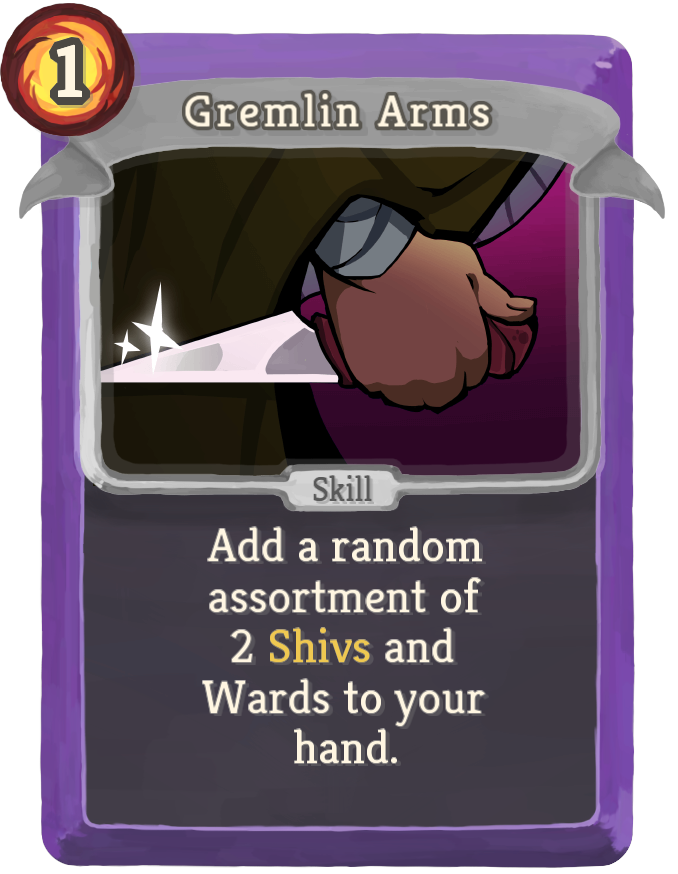 1
Gremlin Arms
Skill
Add a random
assortment of
2 Shivs and
Wards to your
hand.